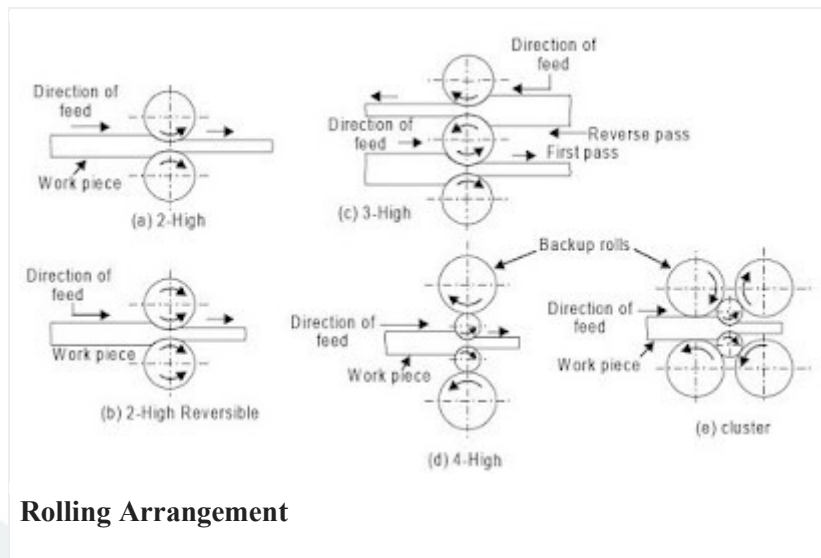 Direction of
feed
Work piece
(a) 2-High
Direction of
feed
Work piece
(b) 2-High Reversible
Direction of
feed
Direction of
feed
Reverse pass
First pass
(c) 3-High
Backup rolls
Direction of
feed
Work piece
(d) 4-High
Direction of
feed
Work piece
(e) cluster
Rolling Arrangement